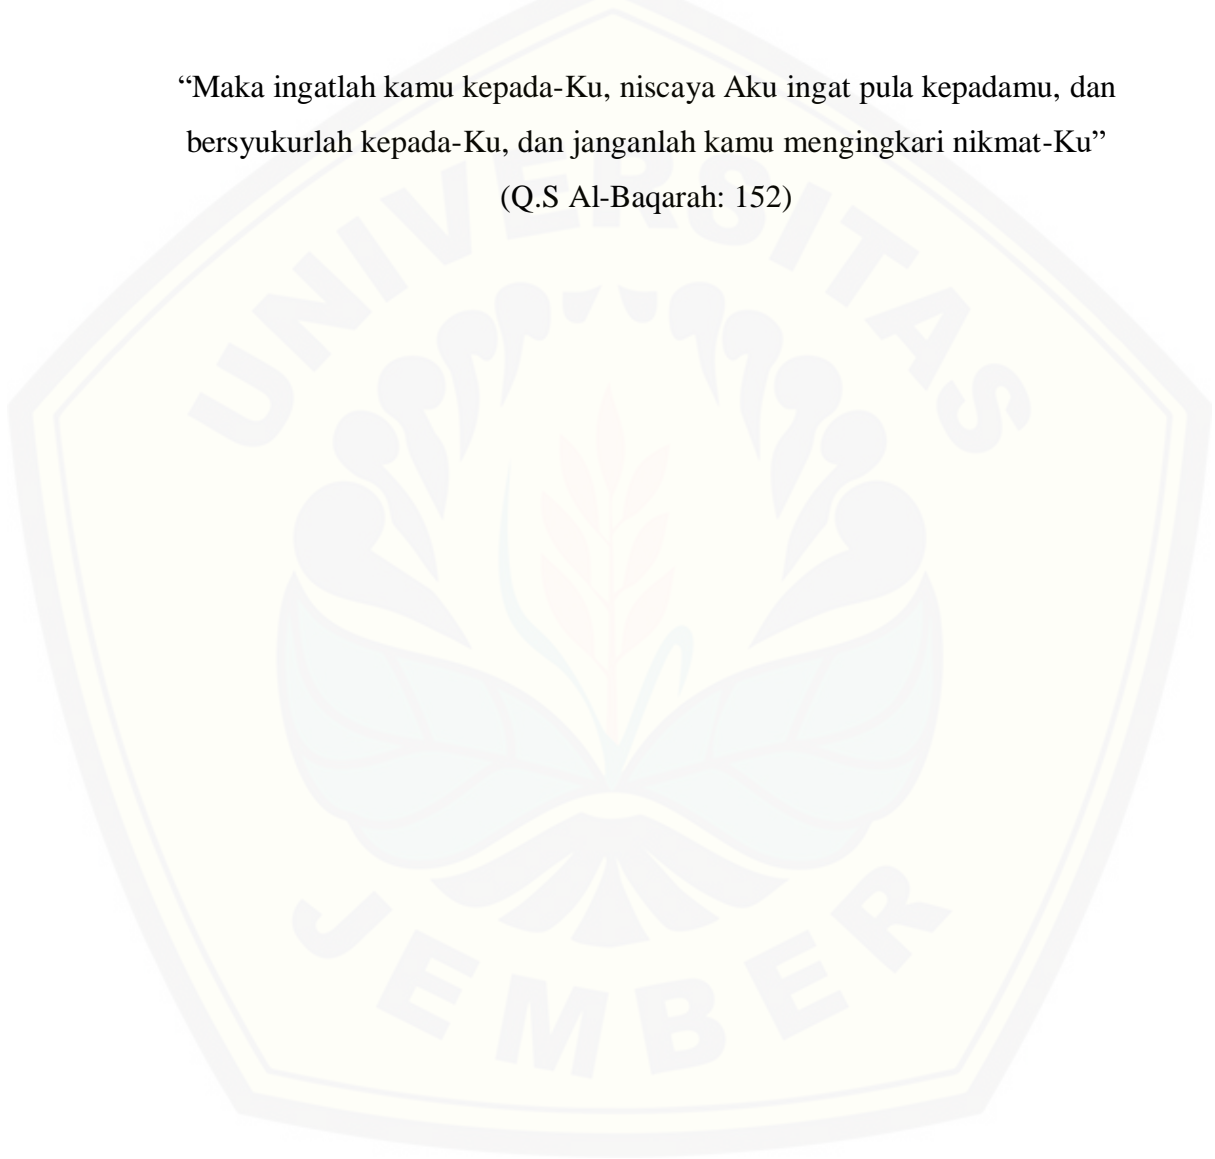 “Maka ingatlah kamu kepada-Ku, niscaya Aku ingat pula kepadamu, dan
bersyukurlah kepada-Ku, dan janganlah kamu mengingkari nikmat-Ku”
(Q.S Al-Baqarah: 152)
UNIVERSITAS
JEMBER